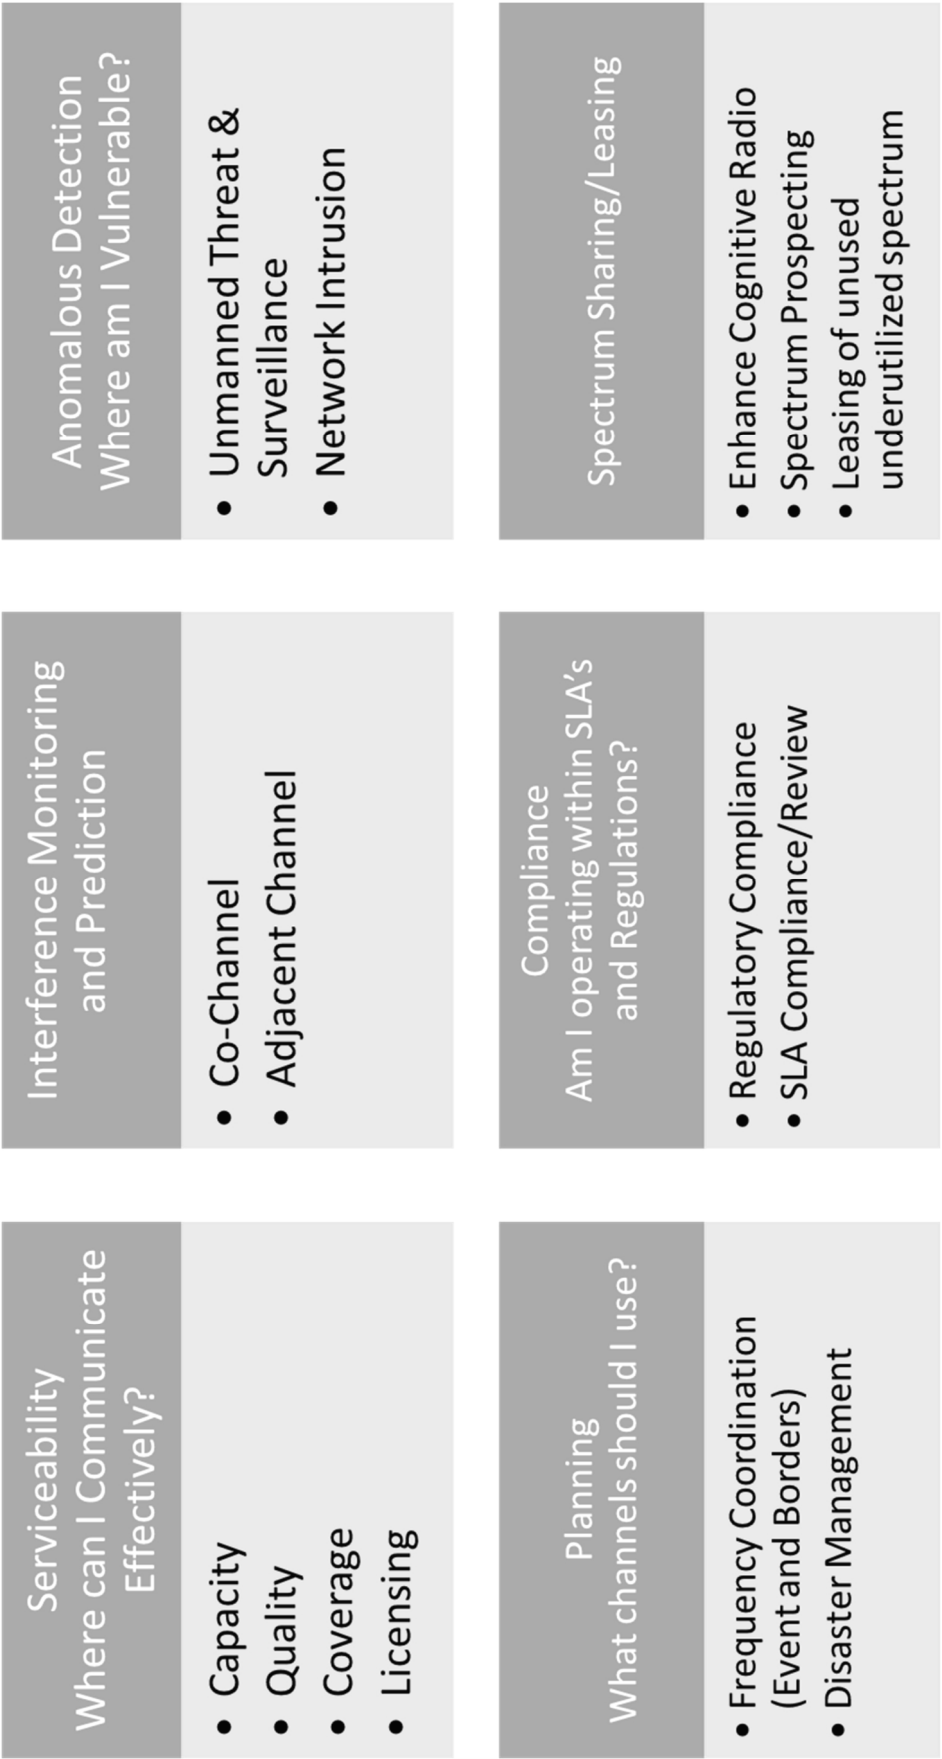 Serviceability
Where can I Communicate
Effectively?
• Capacity
• Quality
• Coverage
• Licensing
Interference Monitoring
and Prediction
• Co-Channel
• Adjacent Channel
Anomalous Detection
Where am I Vulnerable?
• Unmanned Threat &
Surveillance
• Network Intrusion
Planning
What channels should I use?
• Frequency Coordination
(Event and Borders)
• Disaster Management
Compliance
Am I operating within SLA’s
and Regulations?
• Regulatory Compliance
• SLA Compliance/Review
Spectrum Sharing/Leasing
• Enhance Cognitive Radio
• Spectrum Prospecting
• Leasing of unused
underutilized spectrum